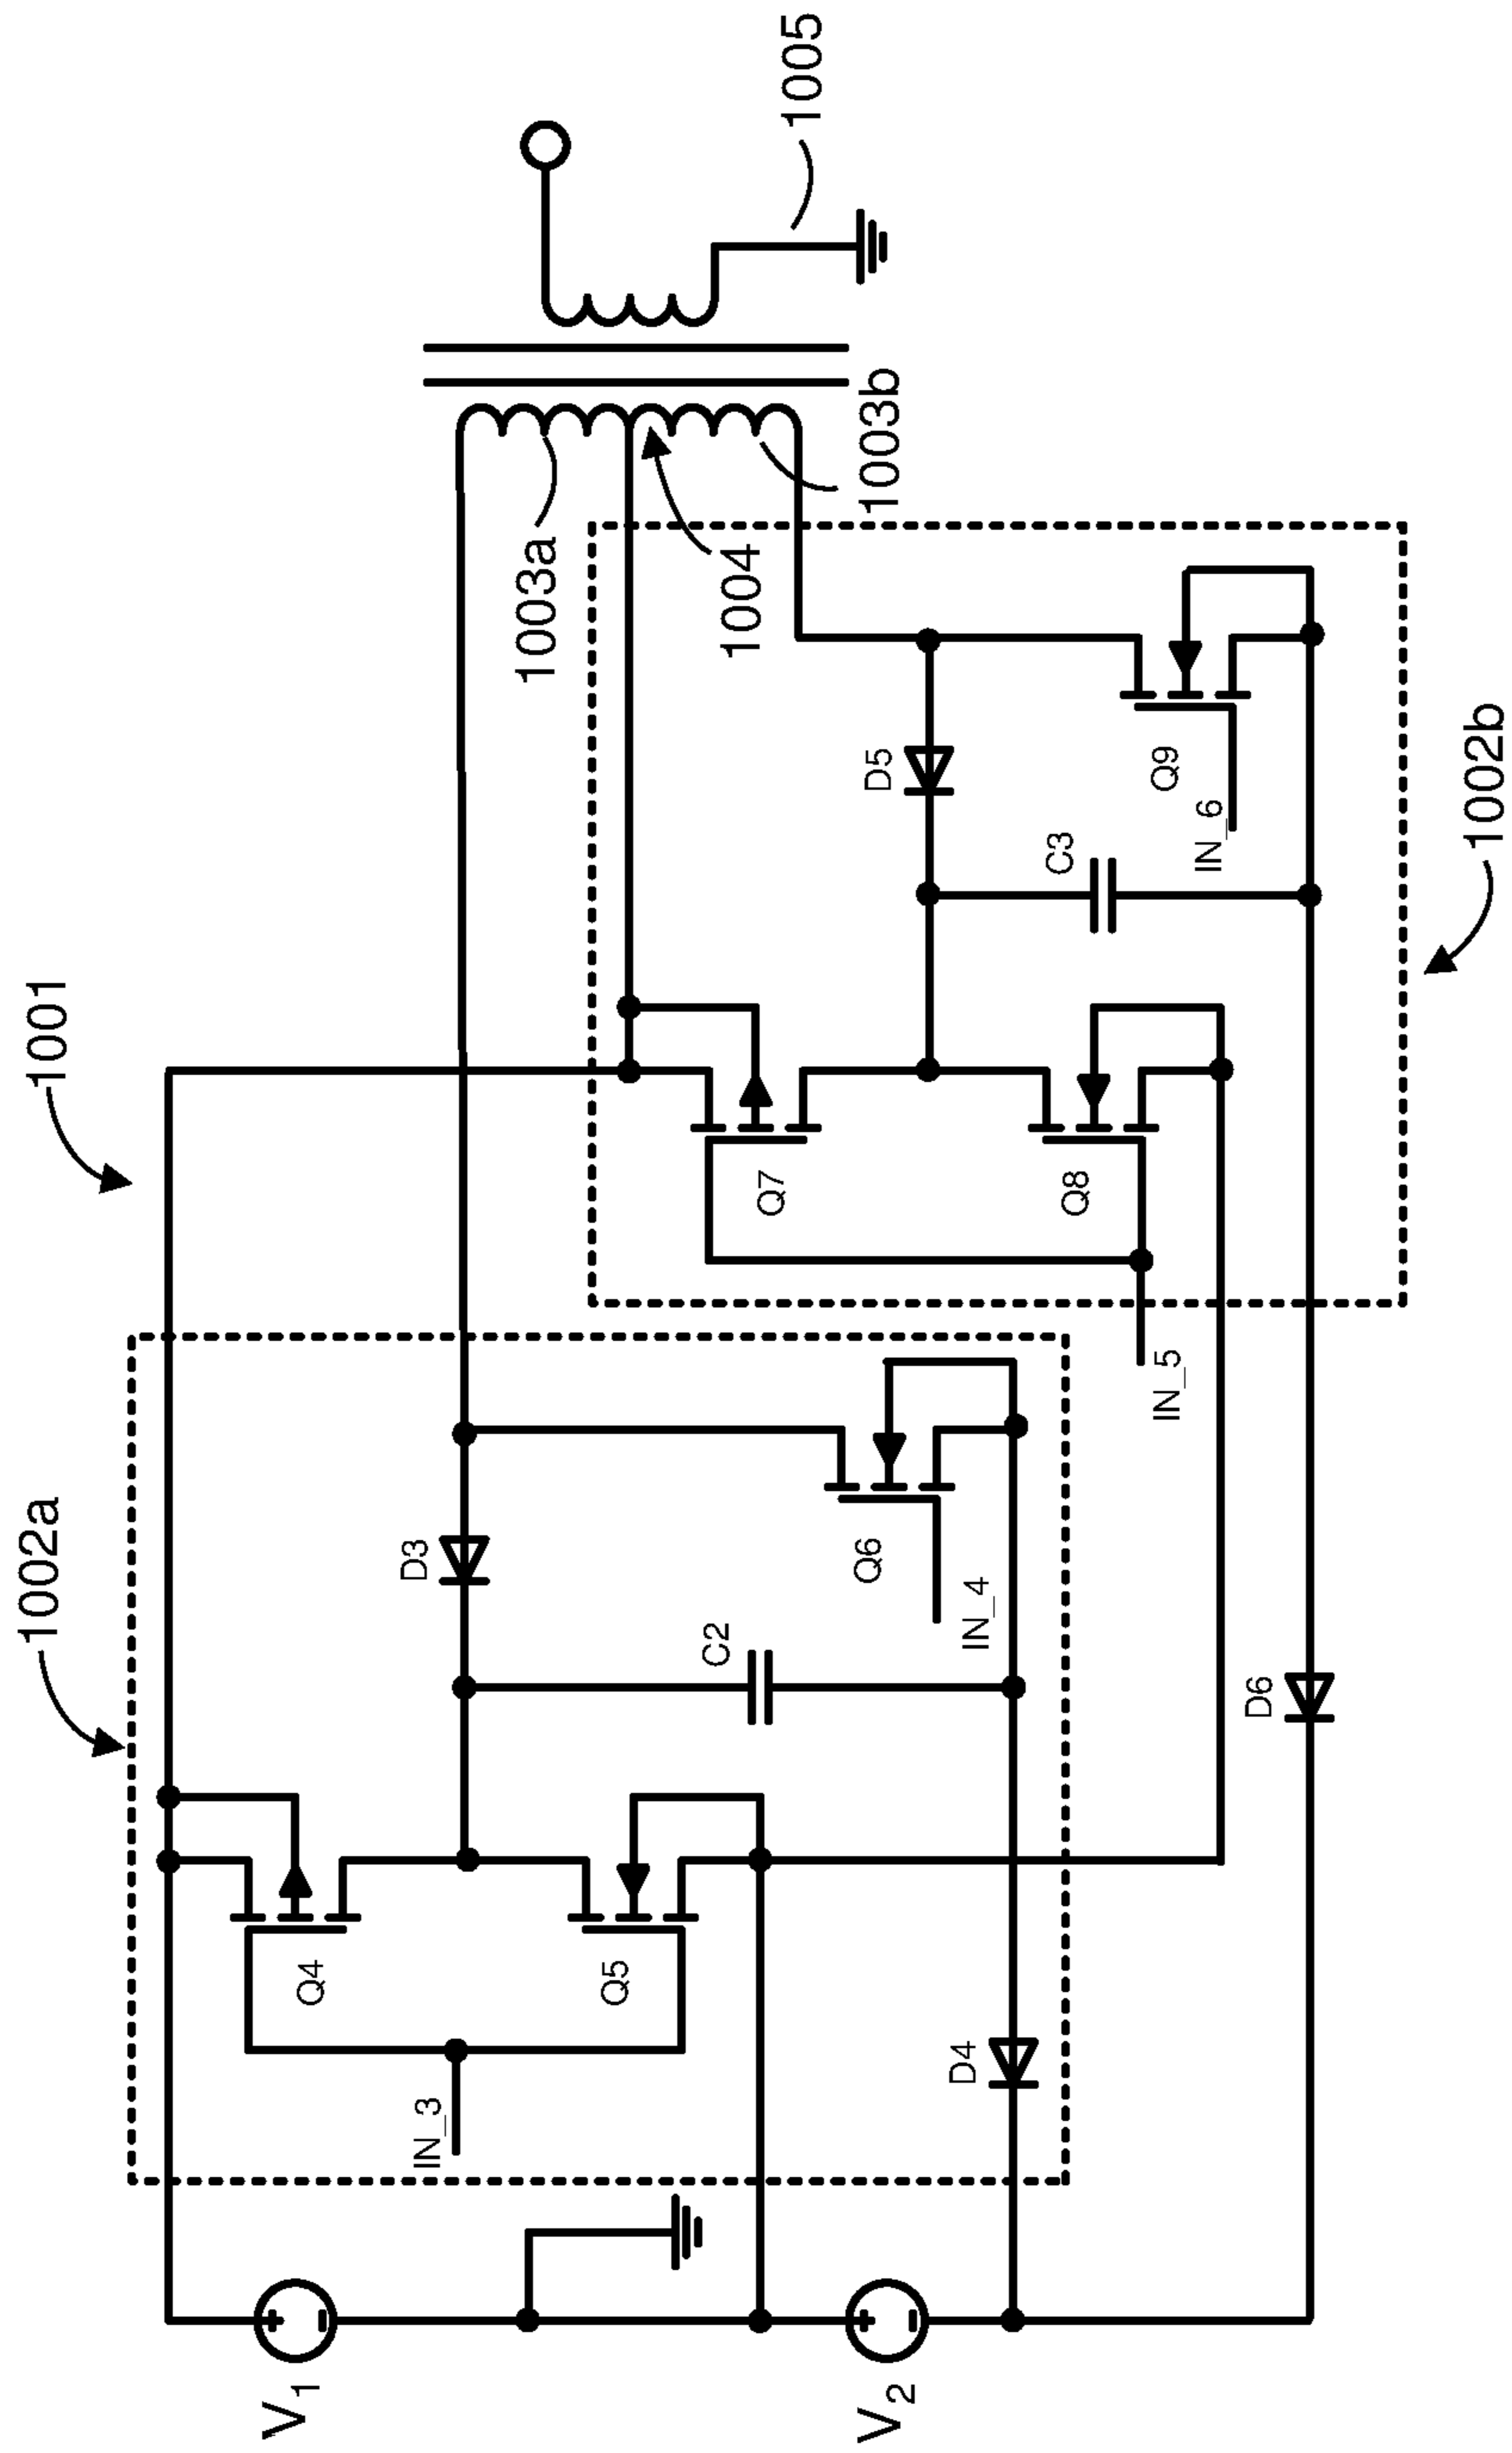 1001
1002a
1002b
1003a
1003b
1004
1005
V1
V2
IN_3
Q4
Q5
D3
C2
Q6
IN_4
D4
D6
IN_5
Q7
Q8
D5
C3
Q9
IN_6